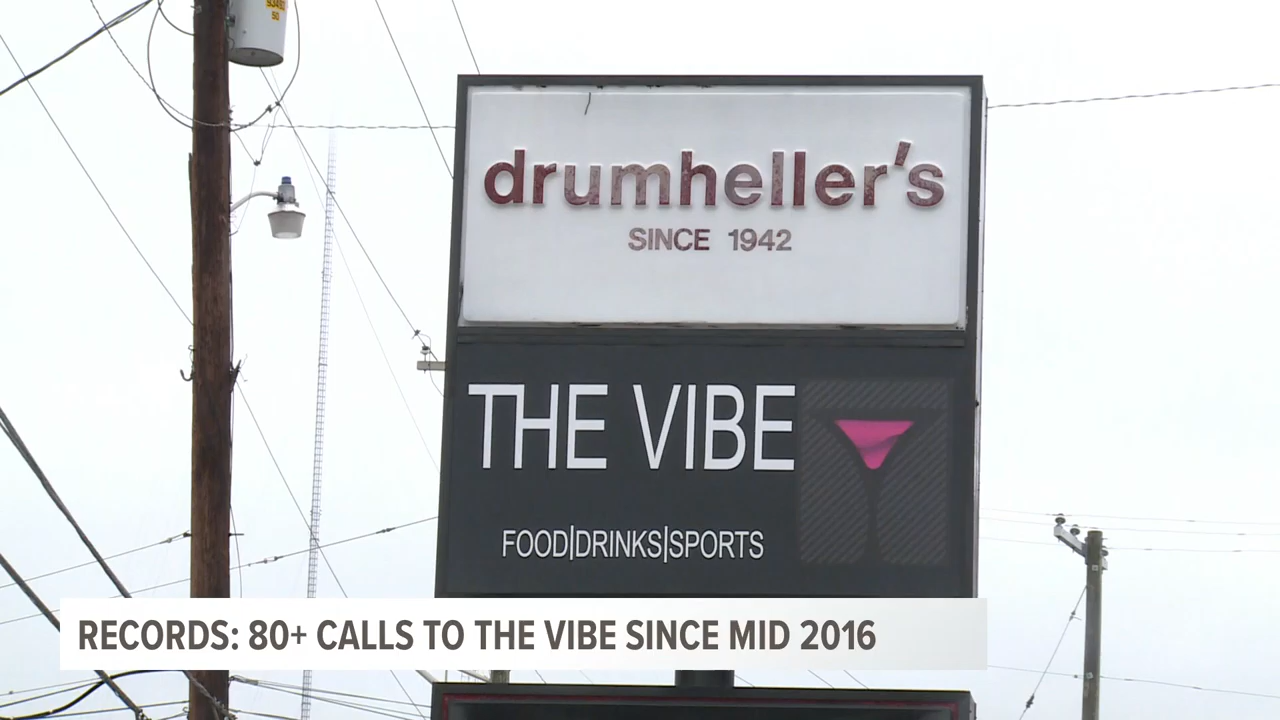 drumheller's
SINCE 1942
THE VIBE
FOOD|DRINKS|SPORTS
RECORDS: 80+ CALLS TO THE VIBE SINCE MID 2016